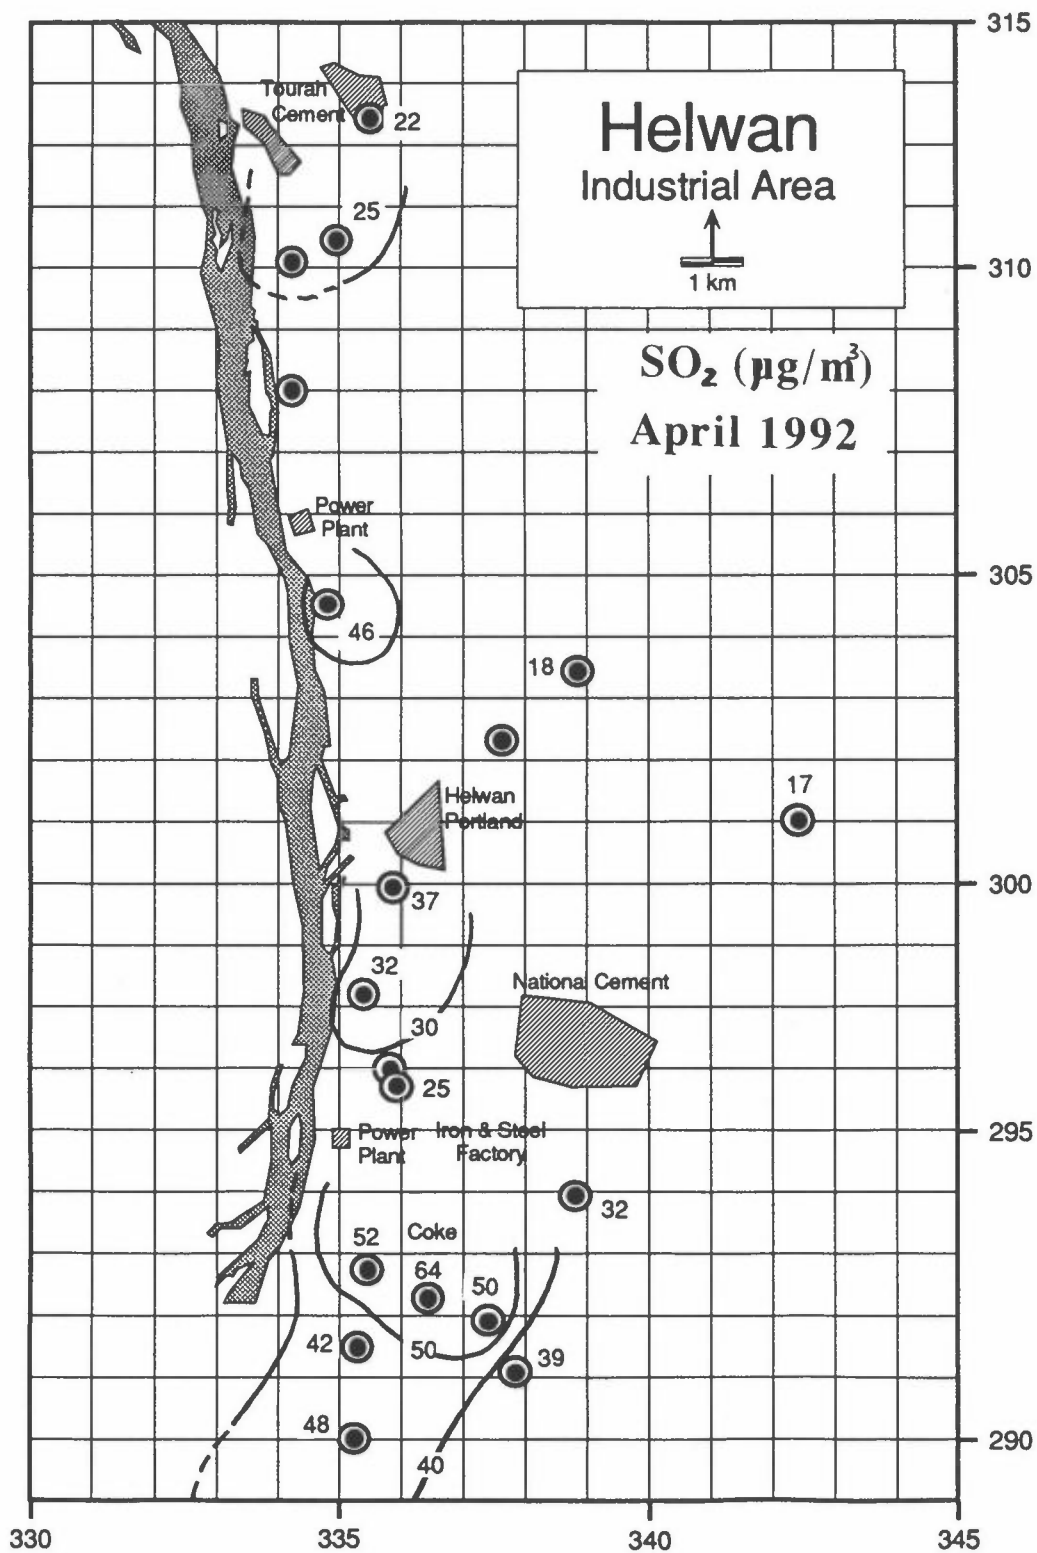 315
Tourah
Cement
22
Helwan
Industrial Area
1 km
25
310
SO₂ (µg/m³)
April 1992
Power
Plant
305
46
18
17
Helwan
Portland
300
37
32
National Cement
30
25
295
Power
Plant
Iron & Steel
Factory
32
52
Coke
64
50
42
50
39
48
290
40
330
335
340
345